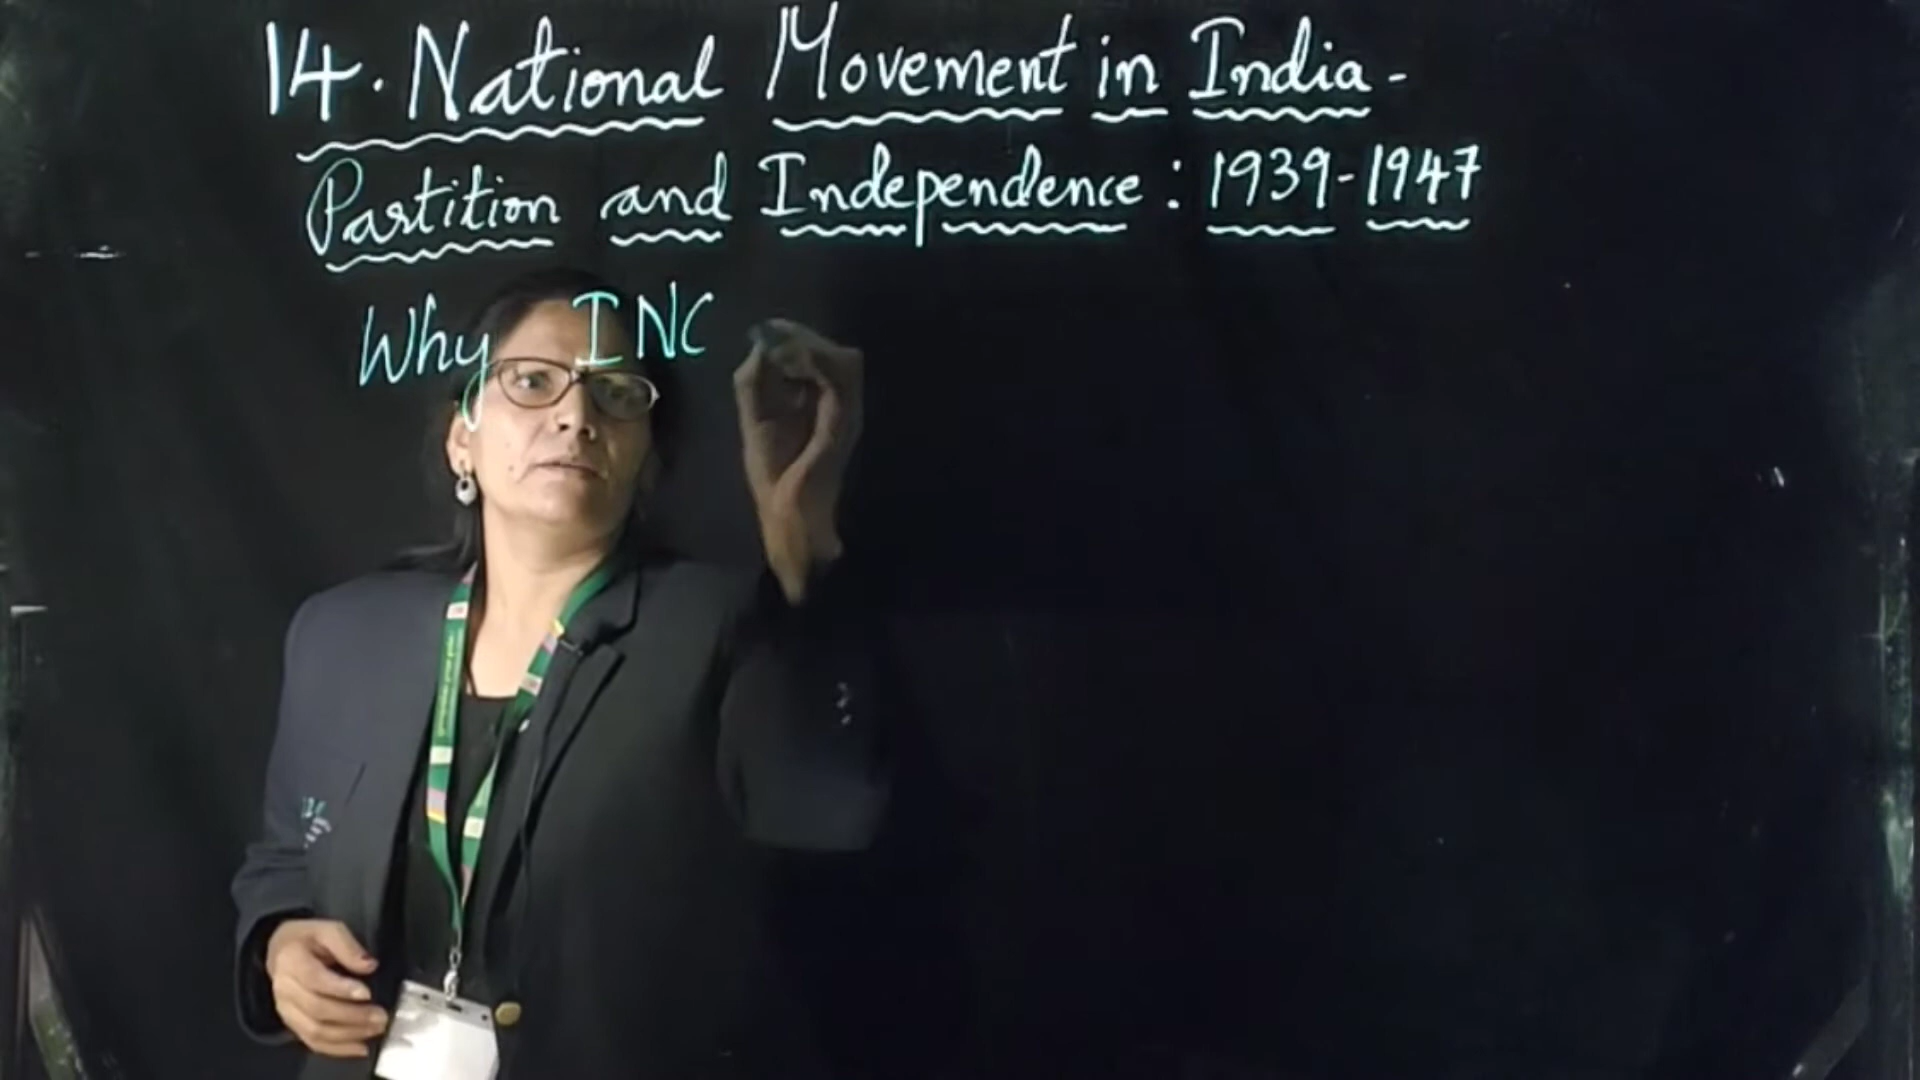 14. National Movement in India -
Partition and Independence : 1939-1947
Why INC